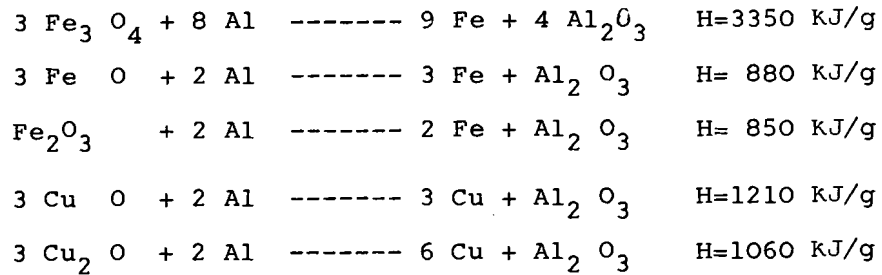 3 Fe₃ O₄ + 8 Al ------- 9 Fe + 4 Al₂O₃ H=3350 KJ/g
3 Fe O + 2 Al ------- 3 Fe + Al₂ O₃ H= 880 KJ/g
Fe₂O₃ + 2 Al ------- 2 Fe + Al₂ O₃ H= 850 KJ/g
3 Cu O + 2 Al ------- 3 Cu + Al₂ O₃ H=1210 KJ/g
3 Cu₂ O + 2 Al ------- 6 Cu + Al₂ O₃ H=1060 KJ/g